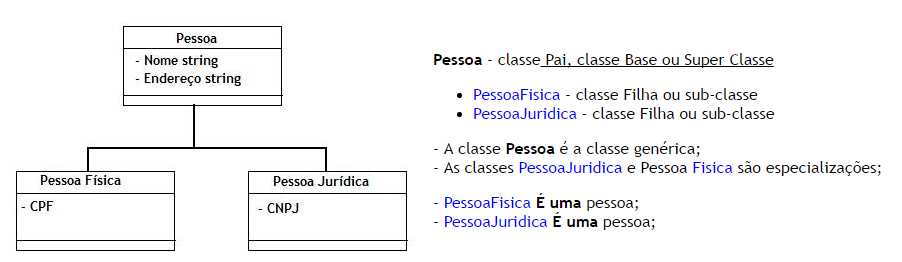 Pessoa
- Nome string
- Endereço string
Pessoa Física
- CPF
Pessoa Jurídica
- CNPJ
Pessoa - classe Pai, classe Base ou Super Classe
• PessoaFisica - classe Filha ou sub-classe
• PessoaJuridica - classe Filha ou sub-classe
- A classe Pessoa é a classe genérica;
- As classes PessoaJuridica e Pessoa Fisica são especializações;
- PessoaFisica É uma pessoa;
- PessoaJuridica É uma pessoa;